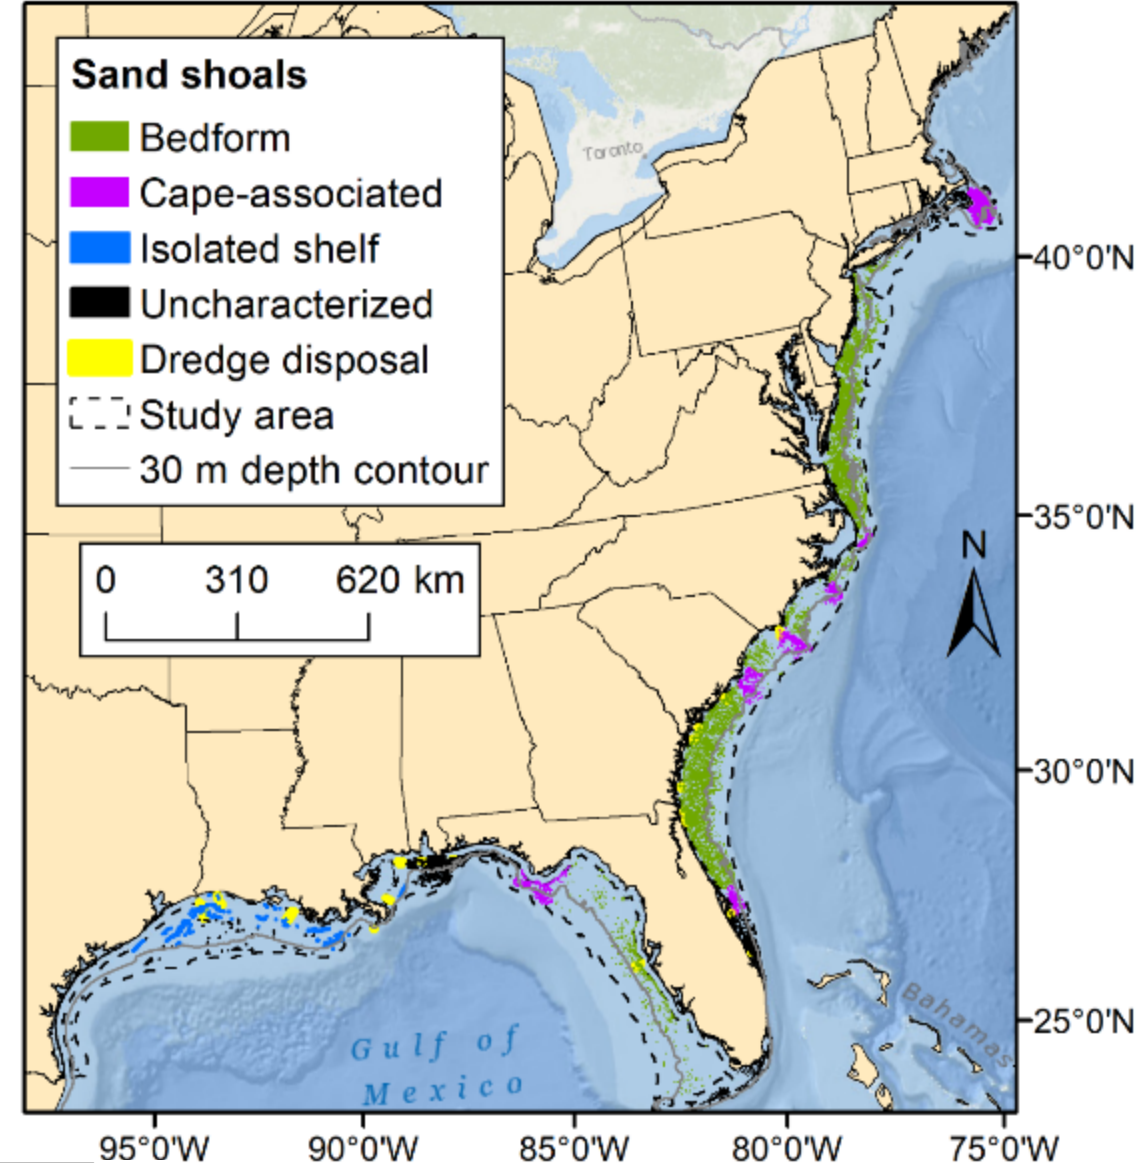 Sand shoals
Bedform
Cape-associated
Isolated shelf
Uncharacterized
Dredge disposal
Study area
30 m depth contour
0 310 620 km
Toronto
40°0'N
35°0'N
N
30°0'N
25°0'N
Bahamas
Gulf of
Mexico
95°0'W 90°0'W 85°0'W 80°0'W 75°0'W